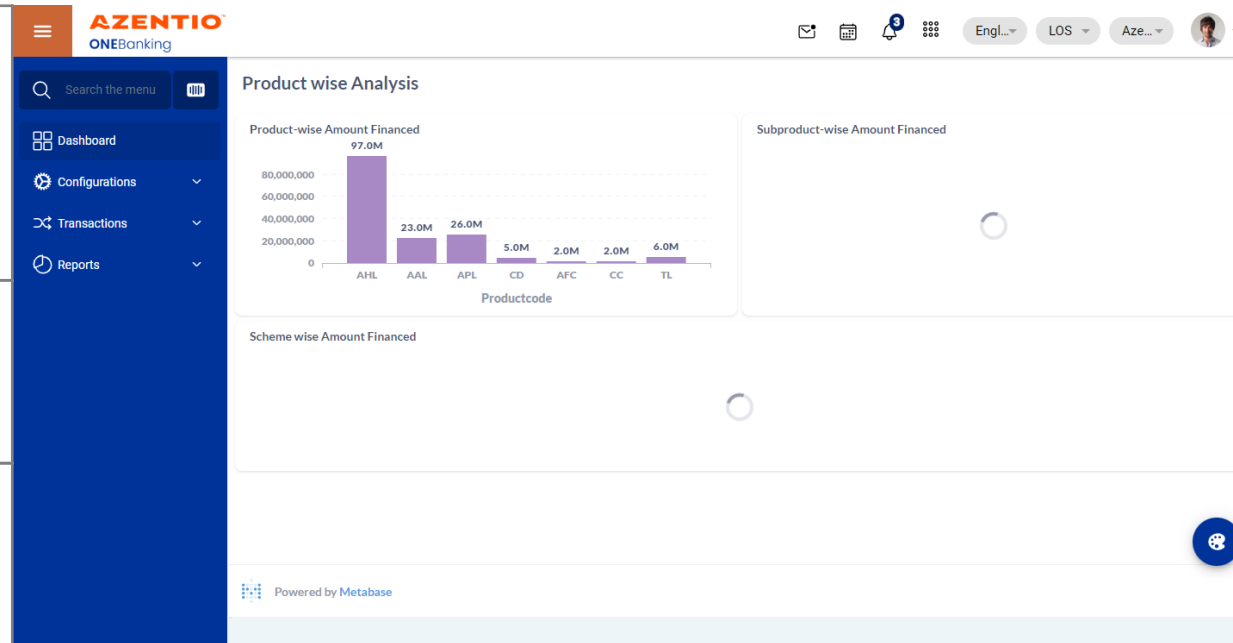 AZENTIO
ONEBanking
3
Engl...
LOS
Aze...
Search the menu
Dashboard
Configurations
Transactions
Reports
Product wise Analysis
Product-wise Amount Financed
97.0M
80,000,000
60,000,000
40,000,000
20,000,000
0
23.0M
26.0M
5.0M
2.0M
2.0M
6.0M
AHL AAL APL CD AFC CC TL
Productcode
Subproduct-wise Amount Financed
Scheme wise Amount Financed
Powered by Metabase